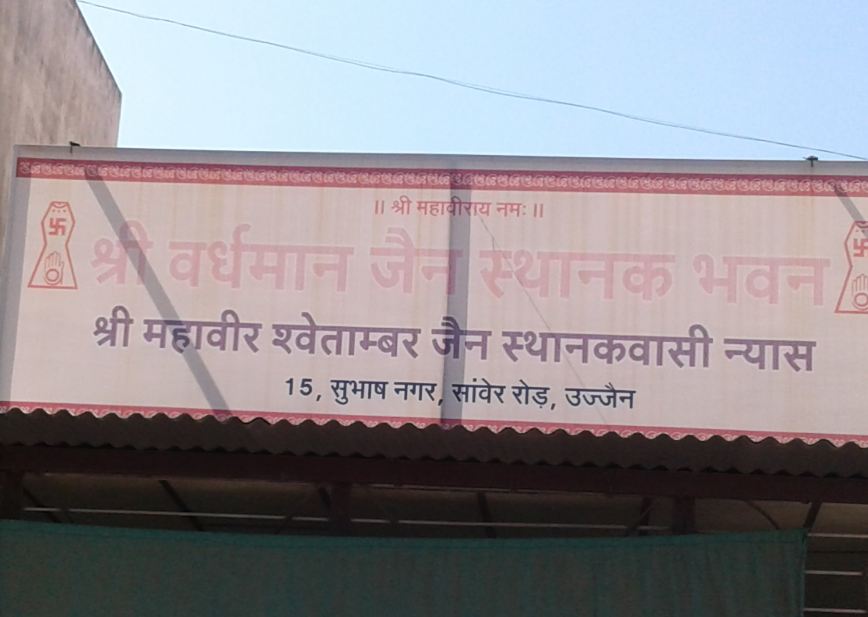 ॥ श्री महावीराय नमः ॥
श्री वर्धमान जैन स्थानक भवन
श्री महावीर श्वेताम्बर जैन स्थानकवासी न्यास
15, सुभाष नगर, सांवेर रोड़, उज्जैन